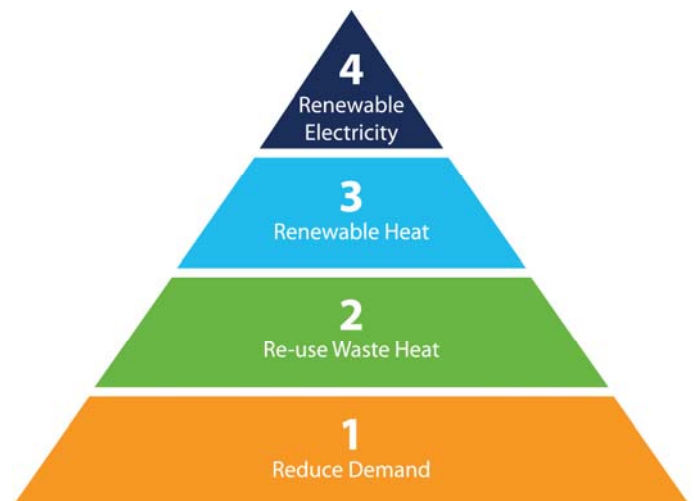 4
Renewable
Electricity
3
Renewable Heat
2
Re-use Waste Heat
1
Reduce Demand